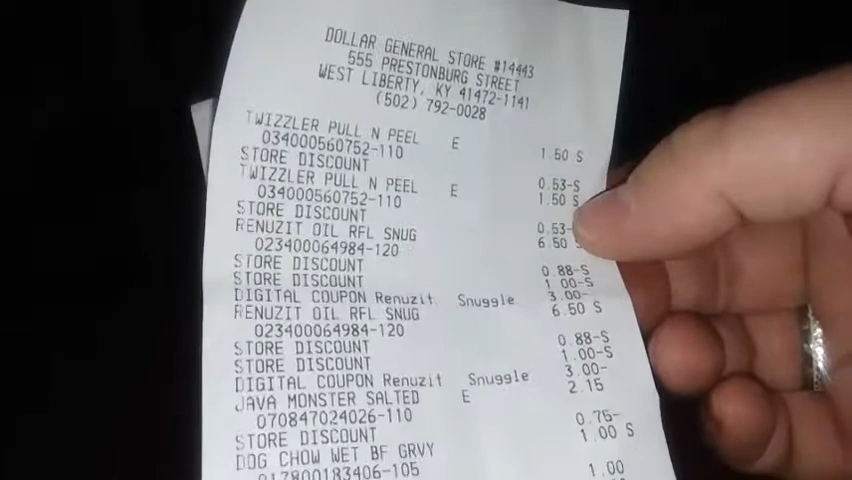 DOLLAR GENERAL STORE #14443
555 PRESTONBURG STREET
WEST LIBERTY, KY 41472-1141
(502) 792-0028
TWIZZLER PULL N PEEL E 1.50 S
034000560752-110
STORE DISCOUNT 0.53-S
TWIZZLER PULL N PEEL E 1.50 S
034000560752-110
STORE DISCOUNT 0.53-
RENUZIT OIL RFL SNUG 6.50 S
023400064984-120
STORE DISCOUNT 0.88-S
STORE DISCOUNT 1.00-S
DIGITAL COUPON Renuzit Snuggle 3.00-
RENUZIT OIL RFL SNUG 6.50 S
023400064984-120
STORE DISCOUNT 0.88-S
STORE DISCOUNT 1.00-S
DIGITAL COUPON Renuzit Snuggle 3.00-
JAVA MONSTER SALTED E 2.15
070847024026-110
STORE DISCOUNT 0.75-
DOG CHOW WET BF GRVY 1.00 S
017800183406-105
1.00